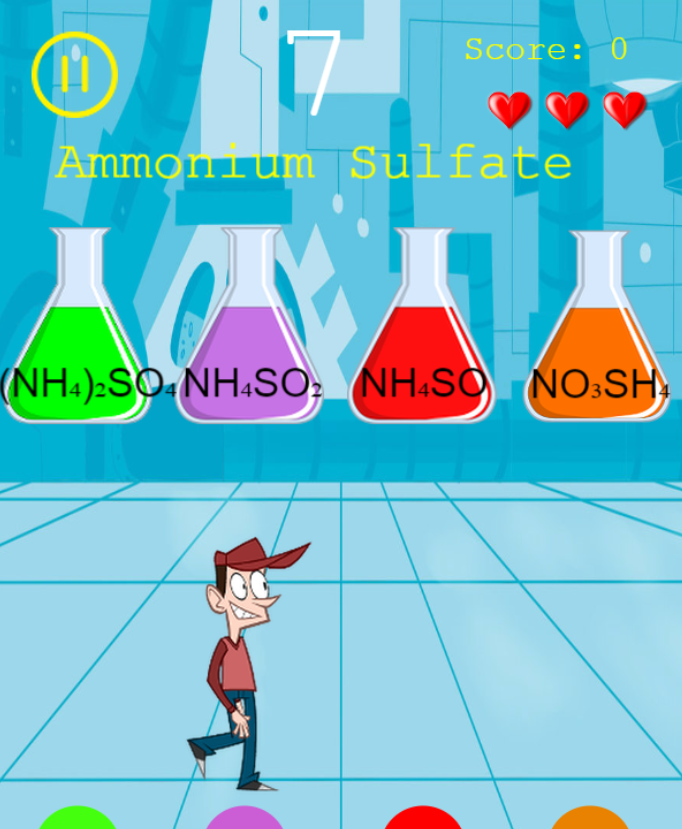 7
Score: 0
Ammonium Sulfate
(NH₄)₂SO₄ NH₄SO₂ NH₄SO NO₃SH₄